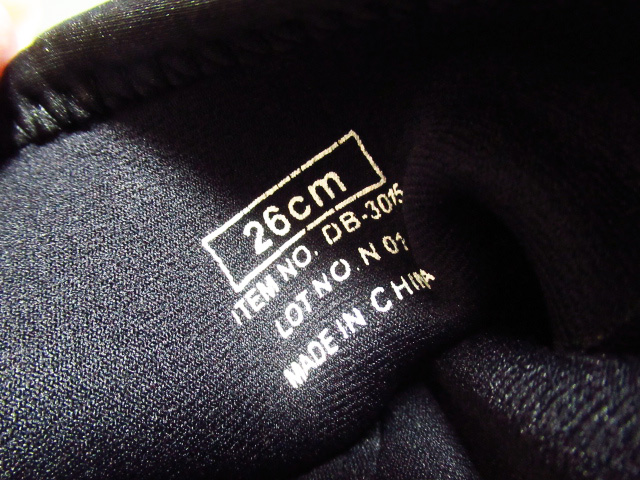 26cm
ITEM NO. DB-3015
LOT NO. N 01
MADE IN CHINA